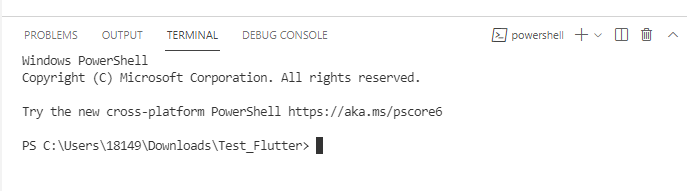 PROBLEMS OUTPUT TERMINAL DEBUG CONSOLE powershell
Windows PowerShell
Copyright (C) Microsoft Corporation. All rights reserved.
Try the new cross-platform PowerShell https://aka.ms/pscore6
PS C:\Users\18149\Downloads\Test_Flutter>